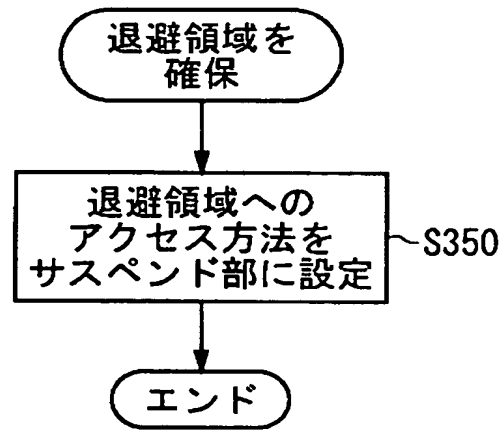 退避領域を
確保
退避領域への
アクセス方法を
サスペンド部に設定
S350
エンド